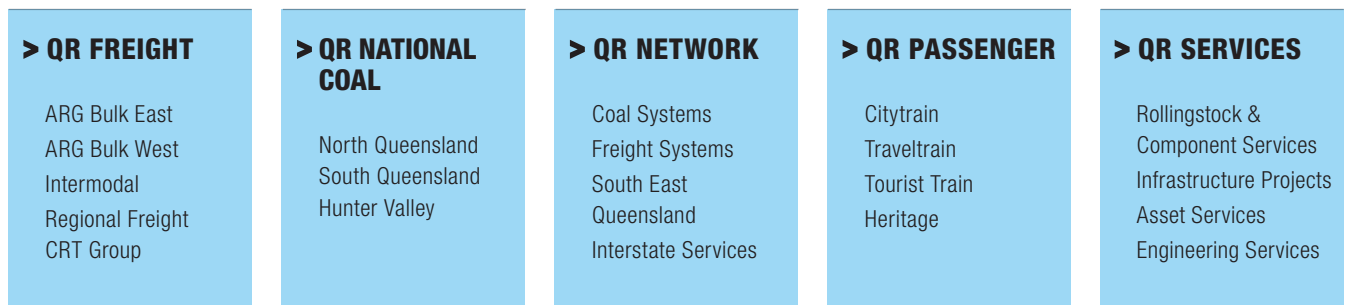 > QR FREIGHT
ARG Bulk East
ARG Bulk West
Intermodal
Regional Freight
CRT Group
> QR NATIONAL
COAL
North Queensland
South Queensland
Hunter Valley
> QR NETWORK
Coal Systems
Freight Systems
South East
Queensland
Interstate Services
> QR PASSENGER
Citytrain
Traveltrain
Tourist Train
Heritage
> QR SERVICES
Rollingstock &
Component Services
Infrastructure Projects
Asset Services
Engineering Services